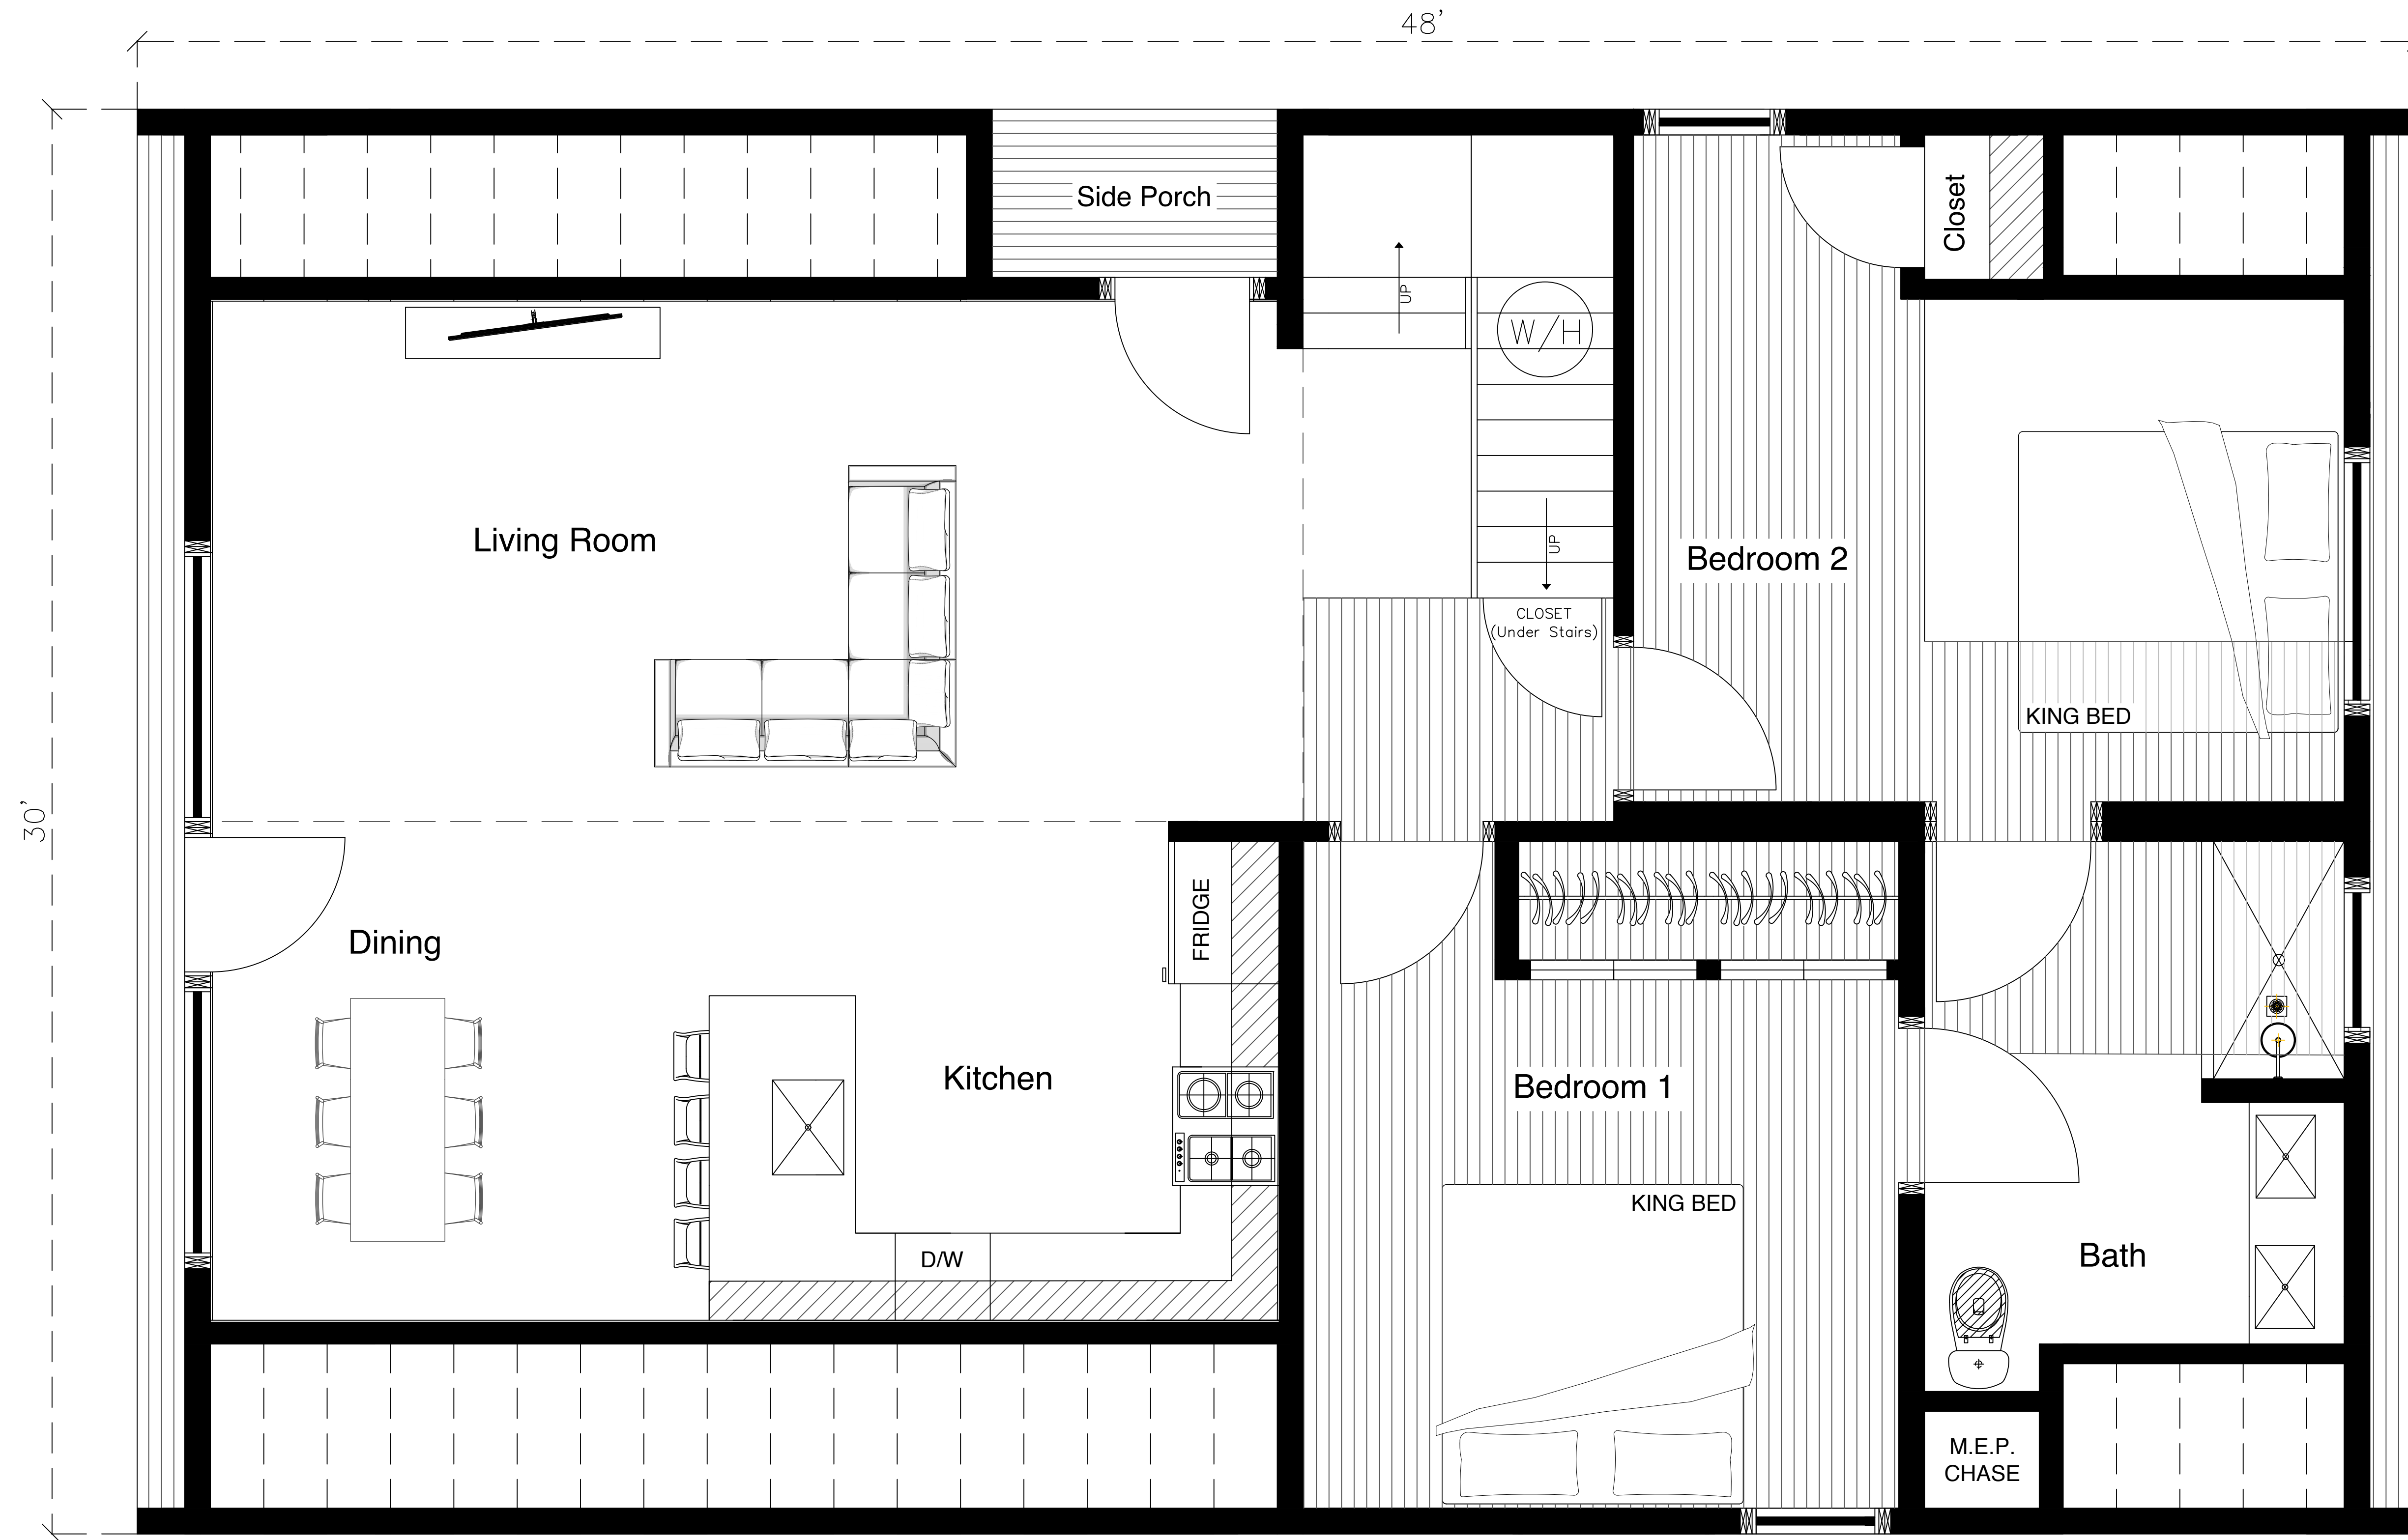 48'
Side Porch
Closet
UP
W/H
Living Room
UP
Bedroom 2
CLOSET
(Under Stairs)
KING BED
30'
FRIDGE
Dining
Kitchen
Bedroom 1
KING BED
D/W
Bath
M.E.P.
CHASE